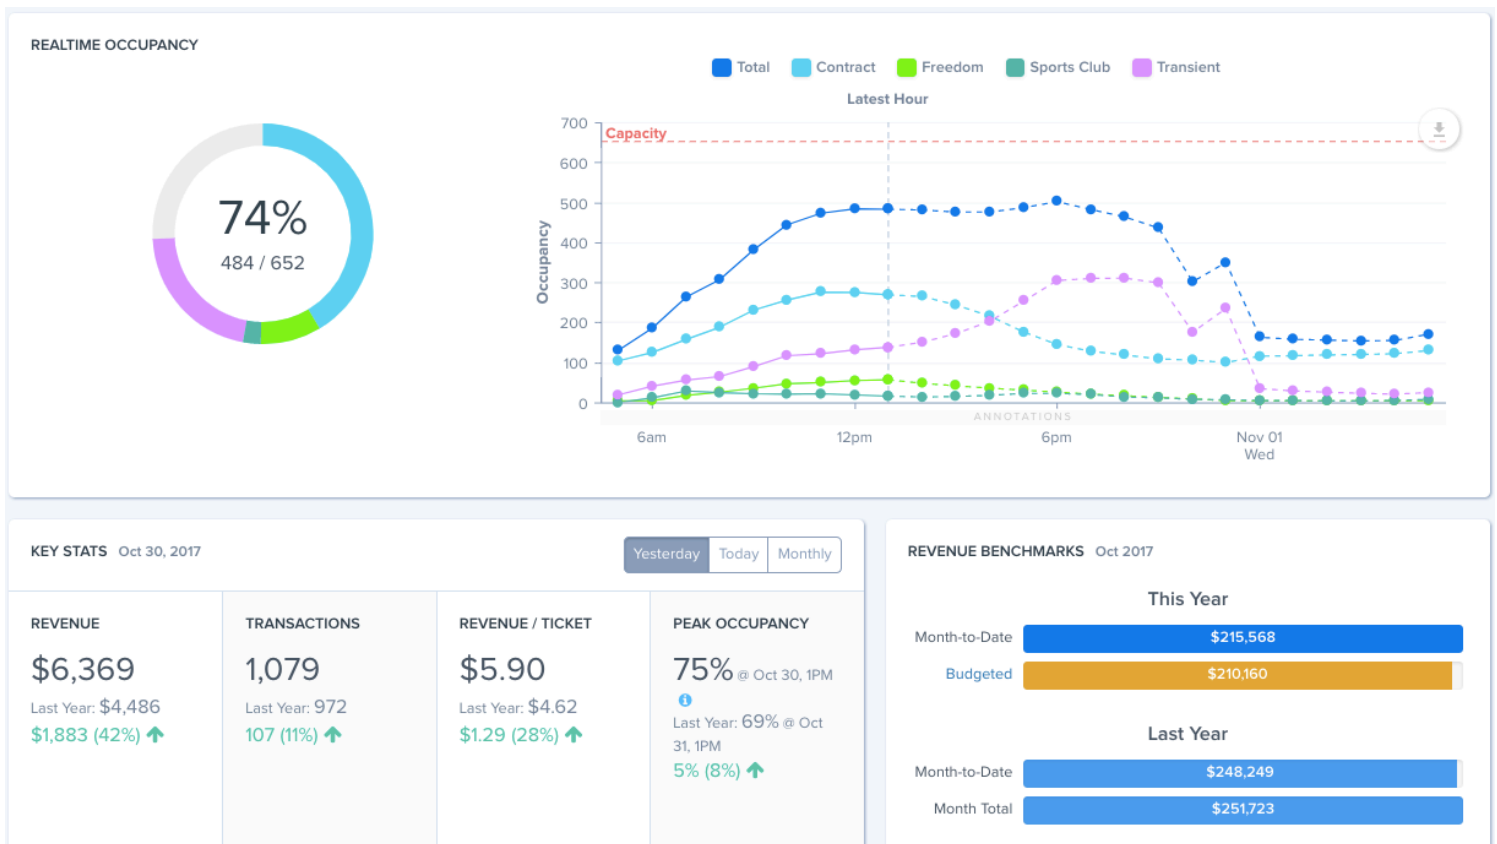 REALTIME OCCUPANCY
Total Contract Freedom Sports Club Transient
Latest Hour
74%
484 / 652
Occupancy
700
Capacity
600
500
400
300
200
100
0
ANNOTATIONS
6am 12pm 6pm Nov 01
Wed
KEY STATS Oct 30, 2017
Yesterday Today Monthly
REVENUE
$6,369
Last Year: $4,486
$1,883 (42%)
TRANSACTIONS
1,079
Last Year: 972
107 (11%)
REVENUE / TICKET
$5.90
Last Year: $4.62
$1.29 (28%)
PEAK OCCUPANCY
75% @ Oct 30, 1PM
Last Year: 69% @ Oct
31, 1PM
5% (8%)
REVENUE BENCHMARKS Oct 2017
This Year
Month-to-Date $215,568
Budgeted $210,160
Last Year
Month-to-Date $248,249
Month Total $251,723